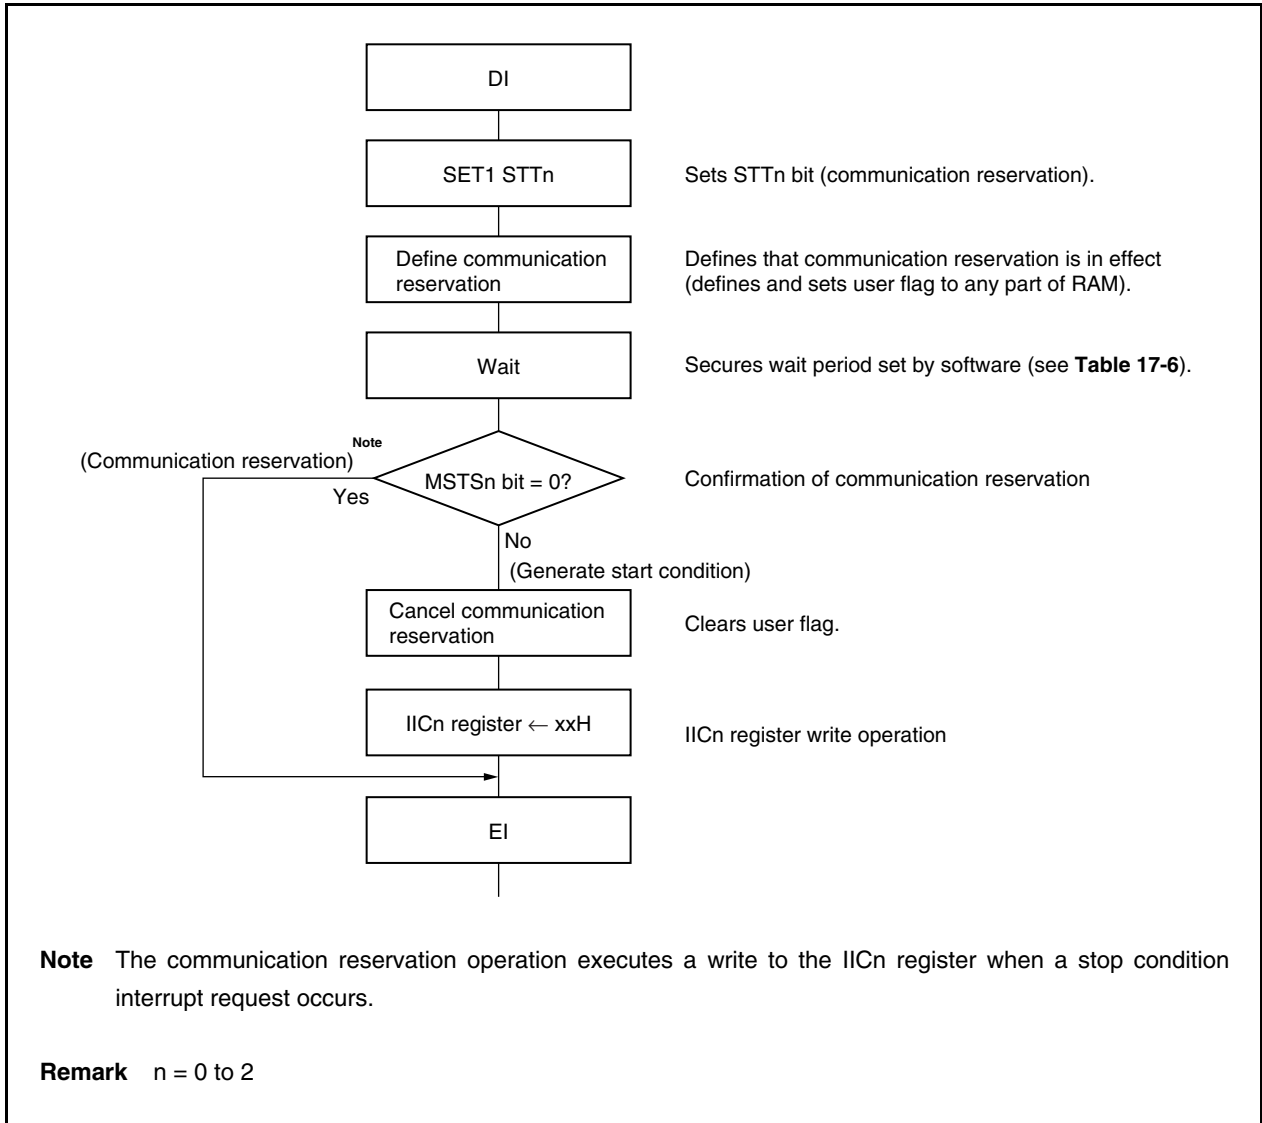 DI
SET1 STTn
Sets STTn bit (communication reservation).
Define communication
reservation
Defines that communication reservation is in effect
(defines and sets user flag to any part of RAM).
Wait
Secures wait period set by software (see Table 17-6).
(Communication reservation)Note
MSTSn bit = 0?
Confirmation of communication reservation
Yes
No
(Generate start condition)
Cancel communication
reservation
Clears user flag.
IICn register ← xxH
IICn register write operation
EI
Note The communication reservation operation executes a write to the IICn register when a stop condition
interrupt request occurs.
Remark n = 0 to 2